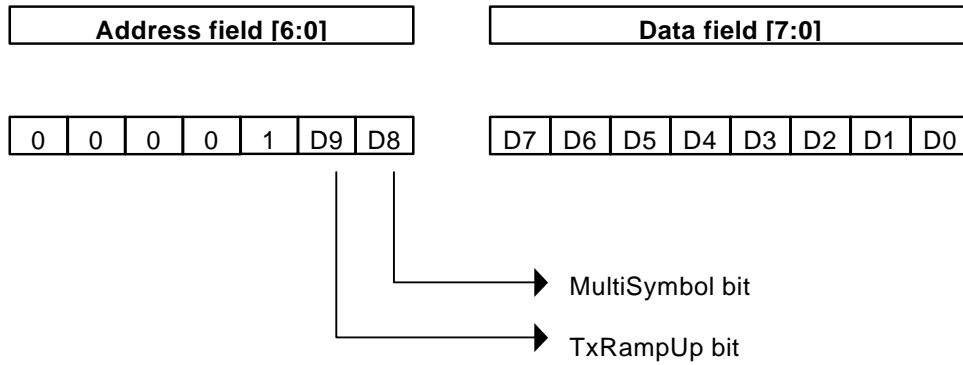 Address field [6:0] Data field [7:0]
0 0 0 0 1 D9 D8 D7 D6 D5 D4 D3 D2 D1 D0
MultiSymbol bit
TxRampUp bit